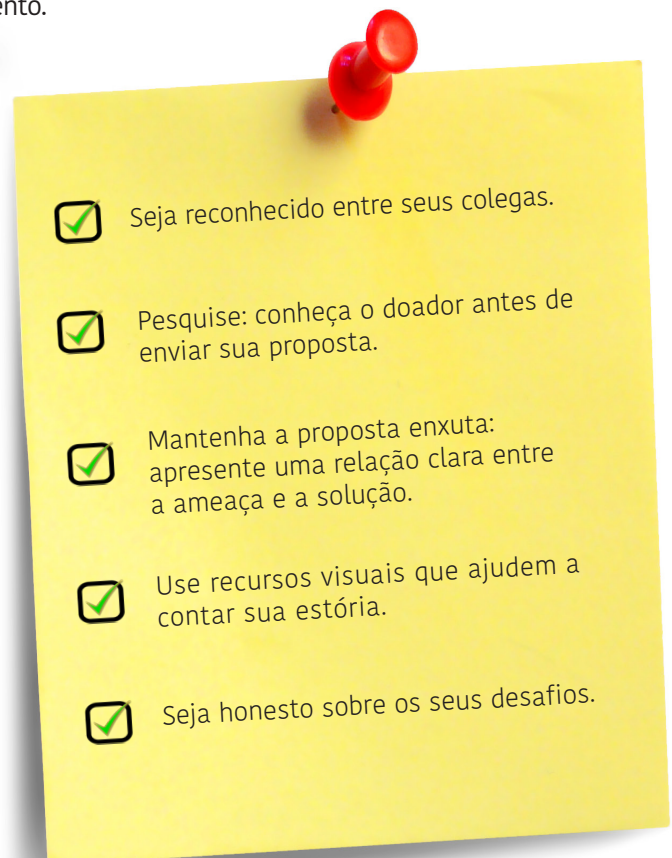 ento.
Seja reconhecido entre seus colegas.
Pesquise: conheça o doador antes de
enviar sua proposta.
Mantenha a proposta enxuta:
apresente uma relação clara entre
a ameaça e a solução.
Use recursos visuais que ajudem a
contar sua estória.
Seja honesto sobre os seus desafios.